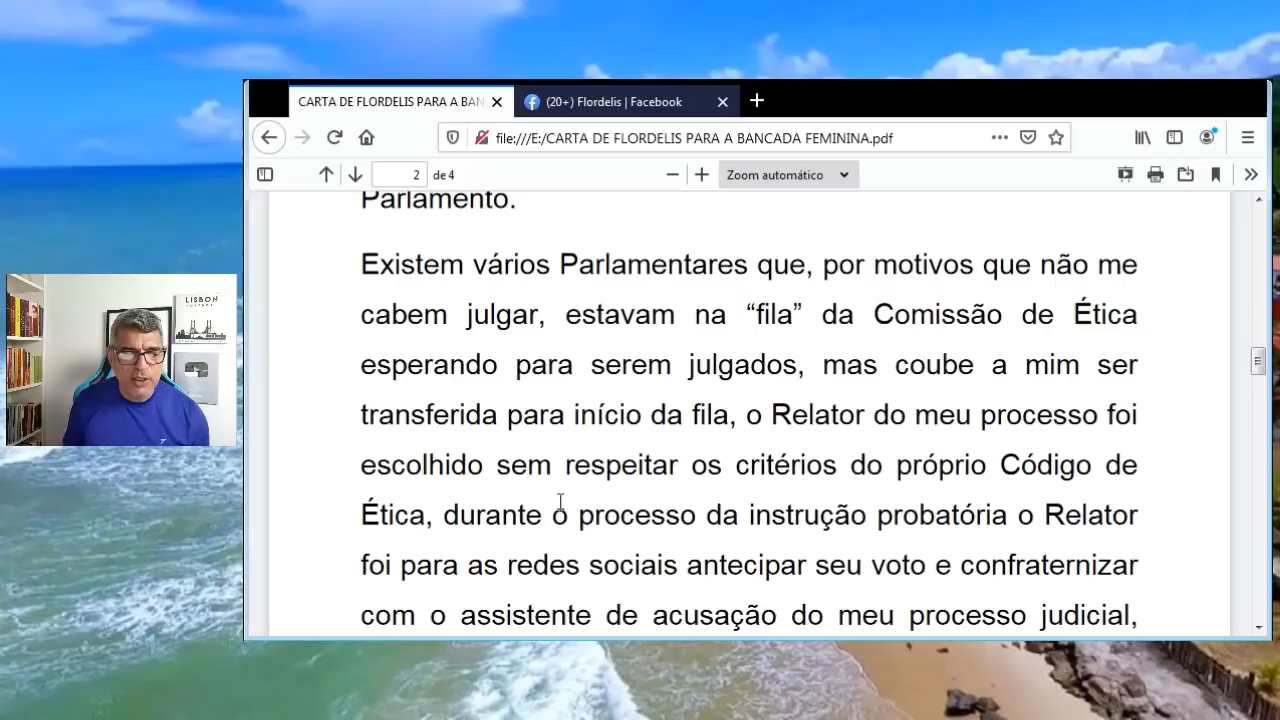 CARTA DE FLORDELIS PARA A BAN
(20+) Flordelis | Facebook
file:///E:/CARTA DE FLORDELIS PARA A BANCADA FEMININA.pdf
2 de 4
Zoom automático
Parlamento.
Existem vários Parlamentares que, por motivos que não me
cabem julgar, estavam na “fila” da Comissão de Ética
esperando para serem julgados, mas coube a mim ser
transferida para início da fila, o Relator do meu processo foi
escolhido sem respeitar os critérios do próprio Código de
Ética, durante o processo da instrução probatória o Relator
foi para as redes sociais antecipar seu voto e confraternizar
com o assistente de acusação do meu processo judicial,
LISBON